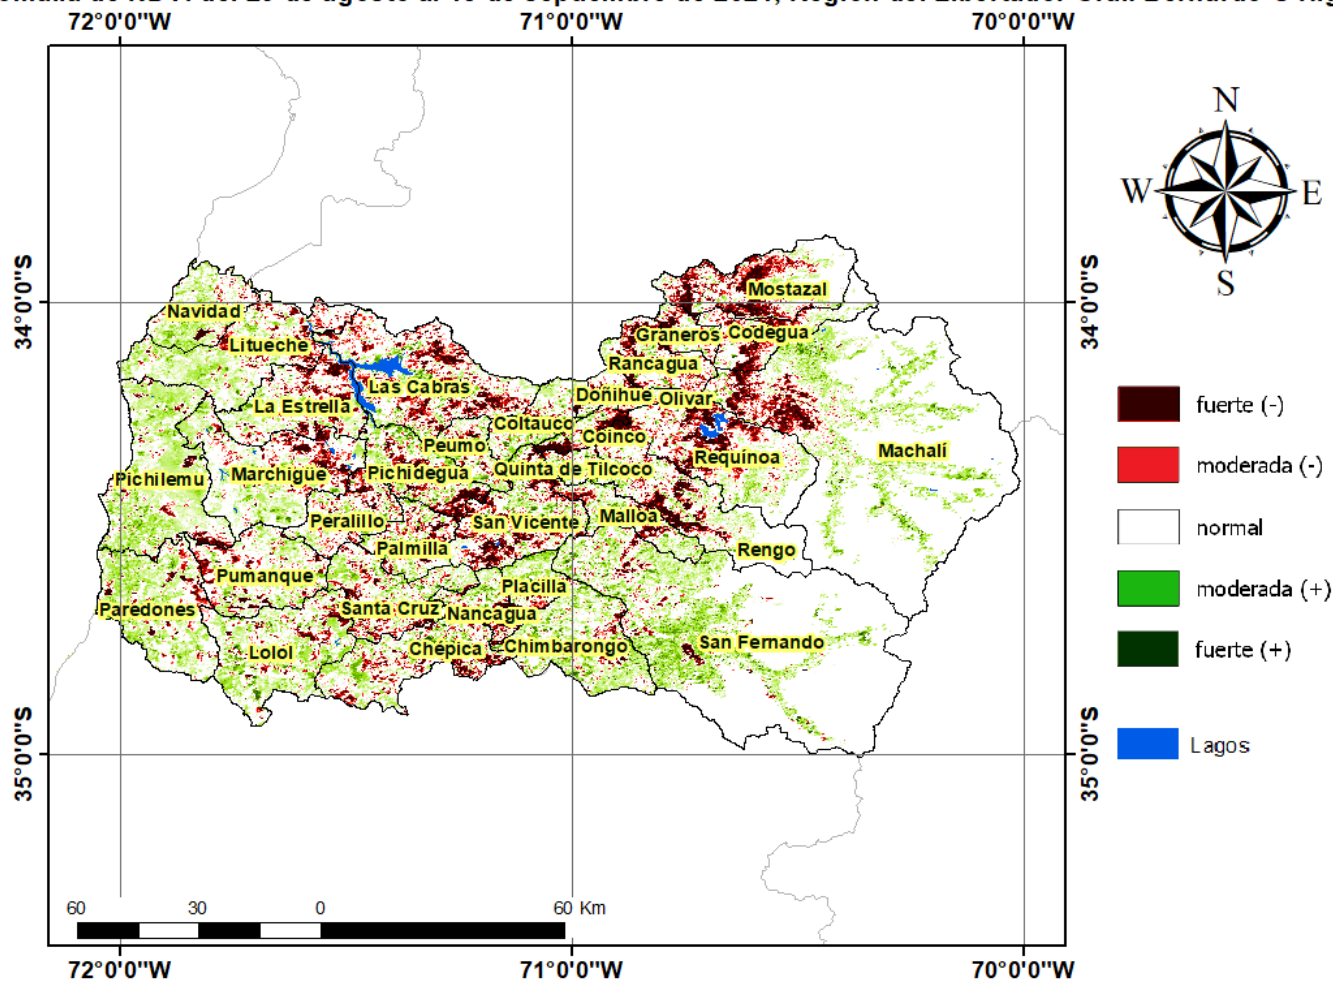 72°0'0"W 71°0'0"W 70°0'0"W
N
W E
S
34°0'0"S 34°0'0"S
Mostazal
Navidad
Graneros Codegua
Litueche
Rancagua
Las Cabras
Doñihue Olivar
La Estrella
Coltauco
Coinco
Peumo
Machalí
Requínoa
Marchigue Pichidegua Quinta de Tilcoco
Pichilemu
Peralillo San Vicente Malloa
Palmilla Rengo
Pumanque Placilla
Paredones Santa Cruz Nancagua
Lolol Chépica Chimbarongo San Fernando
fuerte (-)
moderada (-)
normal
moderada (+)
fuerte (+)
Lagos
35°0'0"S 35°0'0"S
60 30 0 60 Km
72°0'0"W 71°0'0"W 70°0'0"W